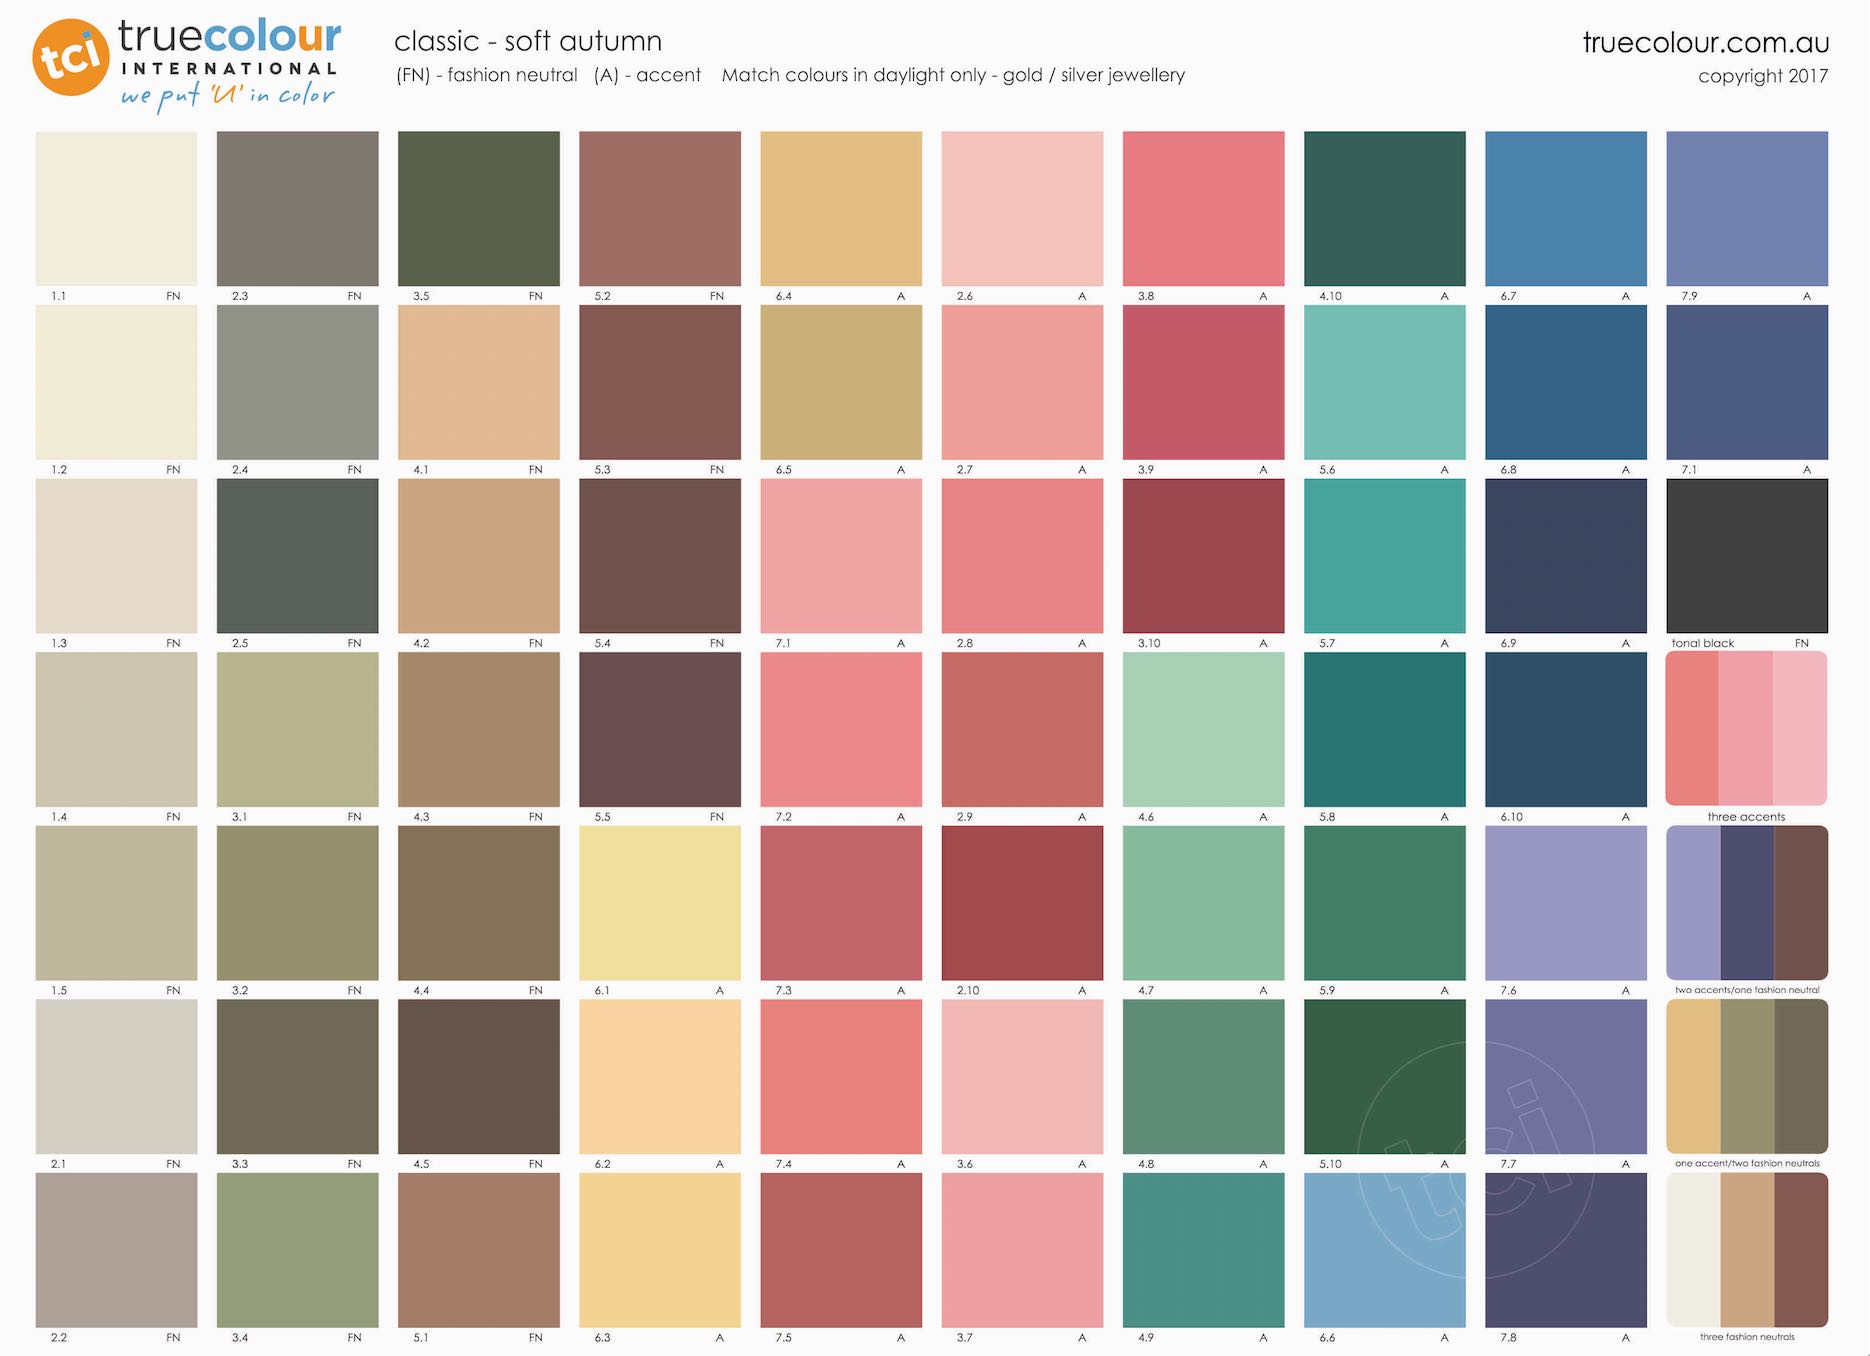 tci truecolour
INTERNATIONAL
we put 'U' in color
classic - soft autumn
(FN) - fashion neutral (A) - accent Match colours in daylight only - gold / silver jewellery
truecolour.com.au
copyright 2017
1.1 FN 2.3 FN 3.5 FN 5.2 FN 6.4 A 2.6 A 3.8 A 4.10 A 6.7 A 7.9 A
1.2 FN 2.4 FN 4.1 FN 5.3 FN 6.5 A 2.7 A 3.9 A 5.6 A 6.8 A 7.1 A
1.3 FN 2.5 FN 4.2 FN 5.4 FN 7.1 A 2.8 A 3.10 A 5.7 A 6.9 A tonal black FN
1.4 FN 3.1 FN 4.3 FN 5.5 FN 7.2 A 2.9 A 4.6 A 5.8 A 6.10 A three accents
1.5 FN 3.2 FN 4.4 FN 6.1 A 7.3 A 2.10 A 4.7 A 5.9 A 7.6 A two accents/one fashion neutral
2.1 FN 3.3 FN 4.5 FN 6.2 A 7.4 A 3.6 A 4.8 A 5.10 A 7.7 A one accent/two fashion neutrals
tci
2.2 FN 3.4 FN 5.1 FN 6.3 A 7.5 A 3.7 A 4.9 A 6.6 A 7.8 A three fashion neutrals